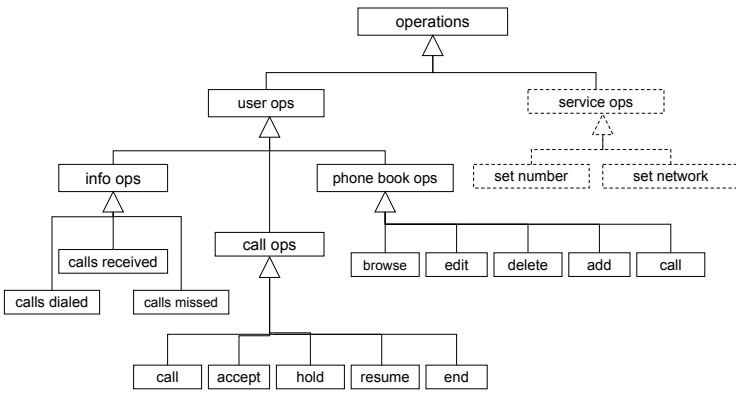 operations
user ops
service ops
info ops
phone book ops
set number
set network
call ops
calls received
browse
edit
delete
add
call
calls dialed
calls missed
call
accept
hold
resume
end